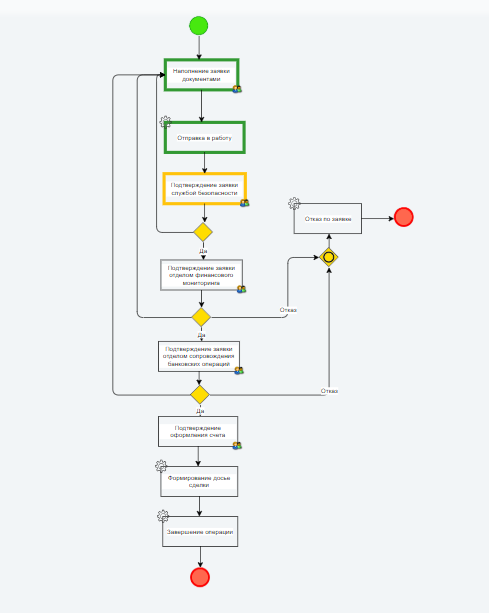 Наполнение заявки
документами
Отправка в работу
Подтверждение заявки
службой безопасности
Отказ по заявке
Да
Подтверждение заявки
отделом финансового
мониторинга
Отказ
Да
Подтверждение заявки
отделом сопровождения
банковских операций
Отказ
Да
Подтверждение
оформления счета
Формирование досье
сделки
Завершение операции